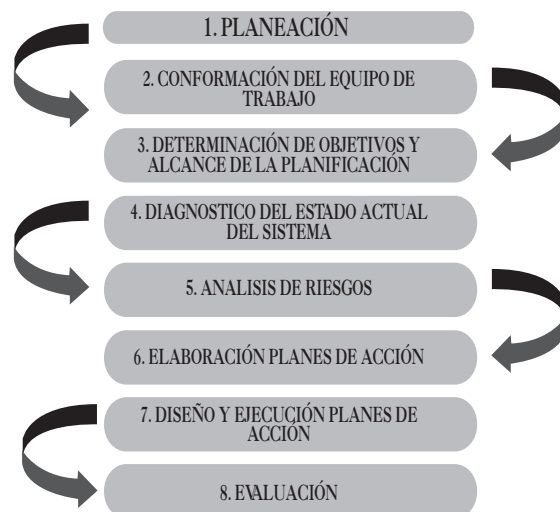 1. PLANEACIÓN
2. CONFORMACIÓN DEL EQUIPO DE
TRABAJO
3. DETERMINACIÓN DE OBJETIVOS Y
ALCANCE DE LA PLANIFICACIÓN
4. DIAGNOSTICO DEL ESTADO ACTUAL
DEL SISTEMA
5. ANALISIS DE RIESGOS
6. ELABORACIÓN PLANES DE ACCIÓN
7. DISEÑO Y EJECUCIÓN PLANES DE
ACCIÓN
8. EVALUACIÓN